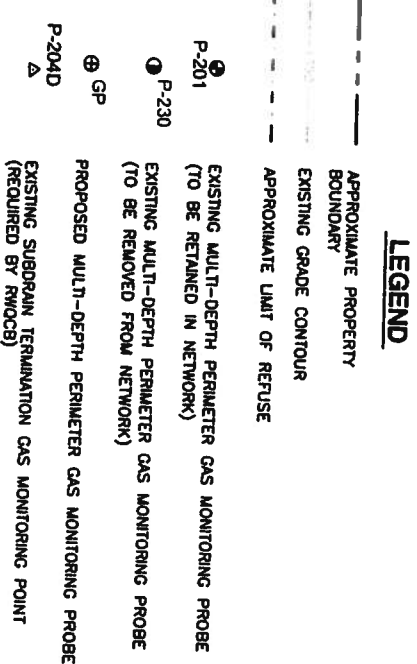 LEGEND
APPROXIMATE PROPERTY
BOUNDARY
EXISTING GRADE CONTOUR
APPROXIMATE LIMIT OF REFUSE
P-201
EXISTING MULTI-DEPTH PERIMETER GAS MONITORING PROBE
(TO BE RETAINED IN NETWORK)
P-230
EXISTING MULTI-DEPTH PERIMETER GAS MONITORING PROBE
(TO BE REMOVED FROM NETWORK)
GP
PROPOSED MULTI-DEPTH PERIMETER GAS MONITORING PROBE
P-204D
EXISTING SUBDRAIN TERMINATION GAS MONITORING POINT
(REQUIRED BY RWQCB)